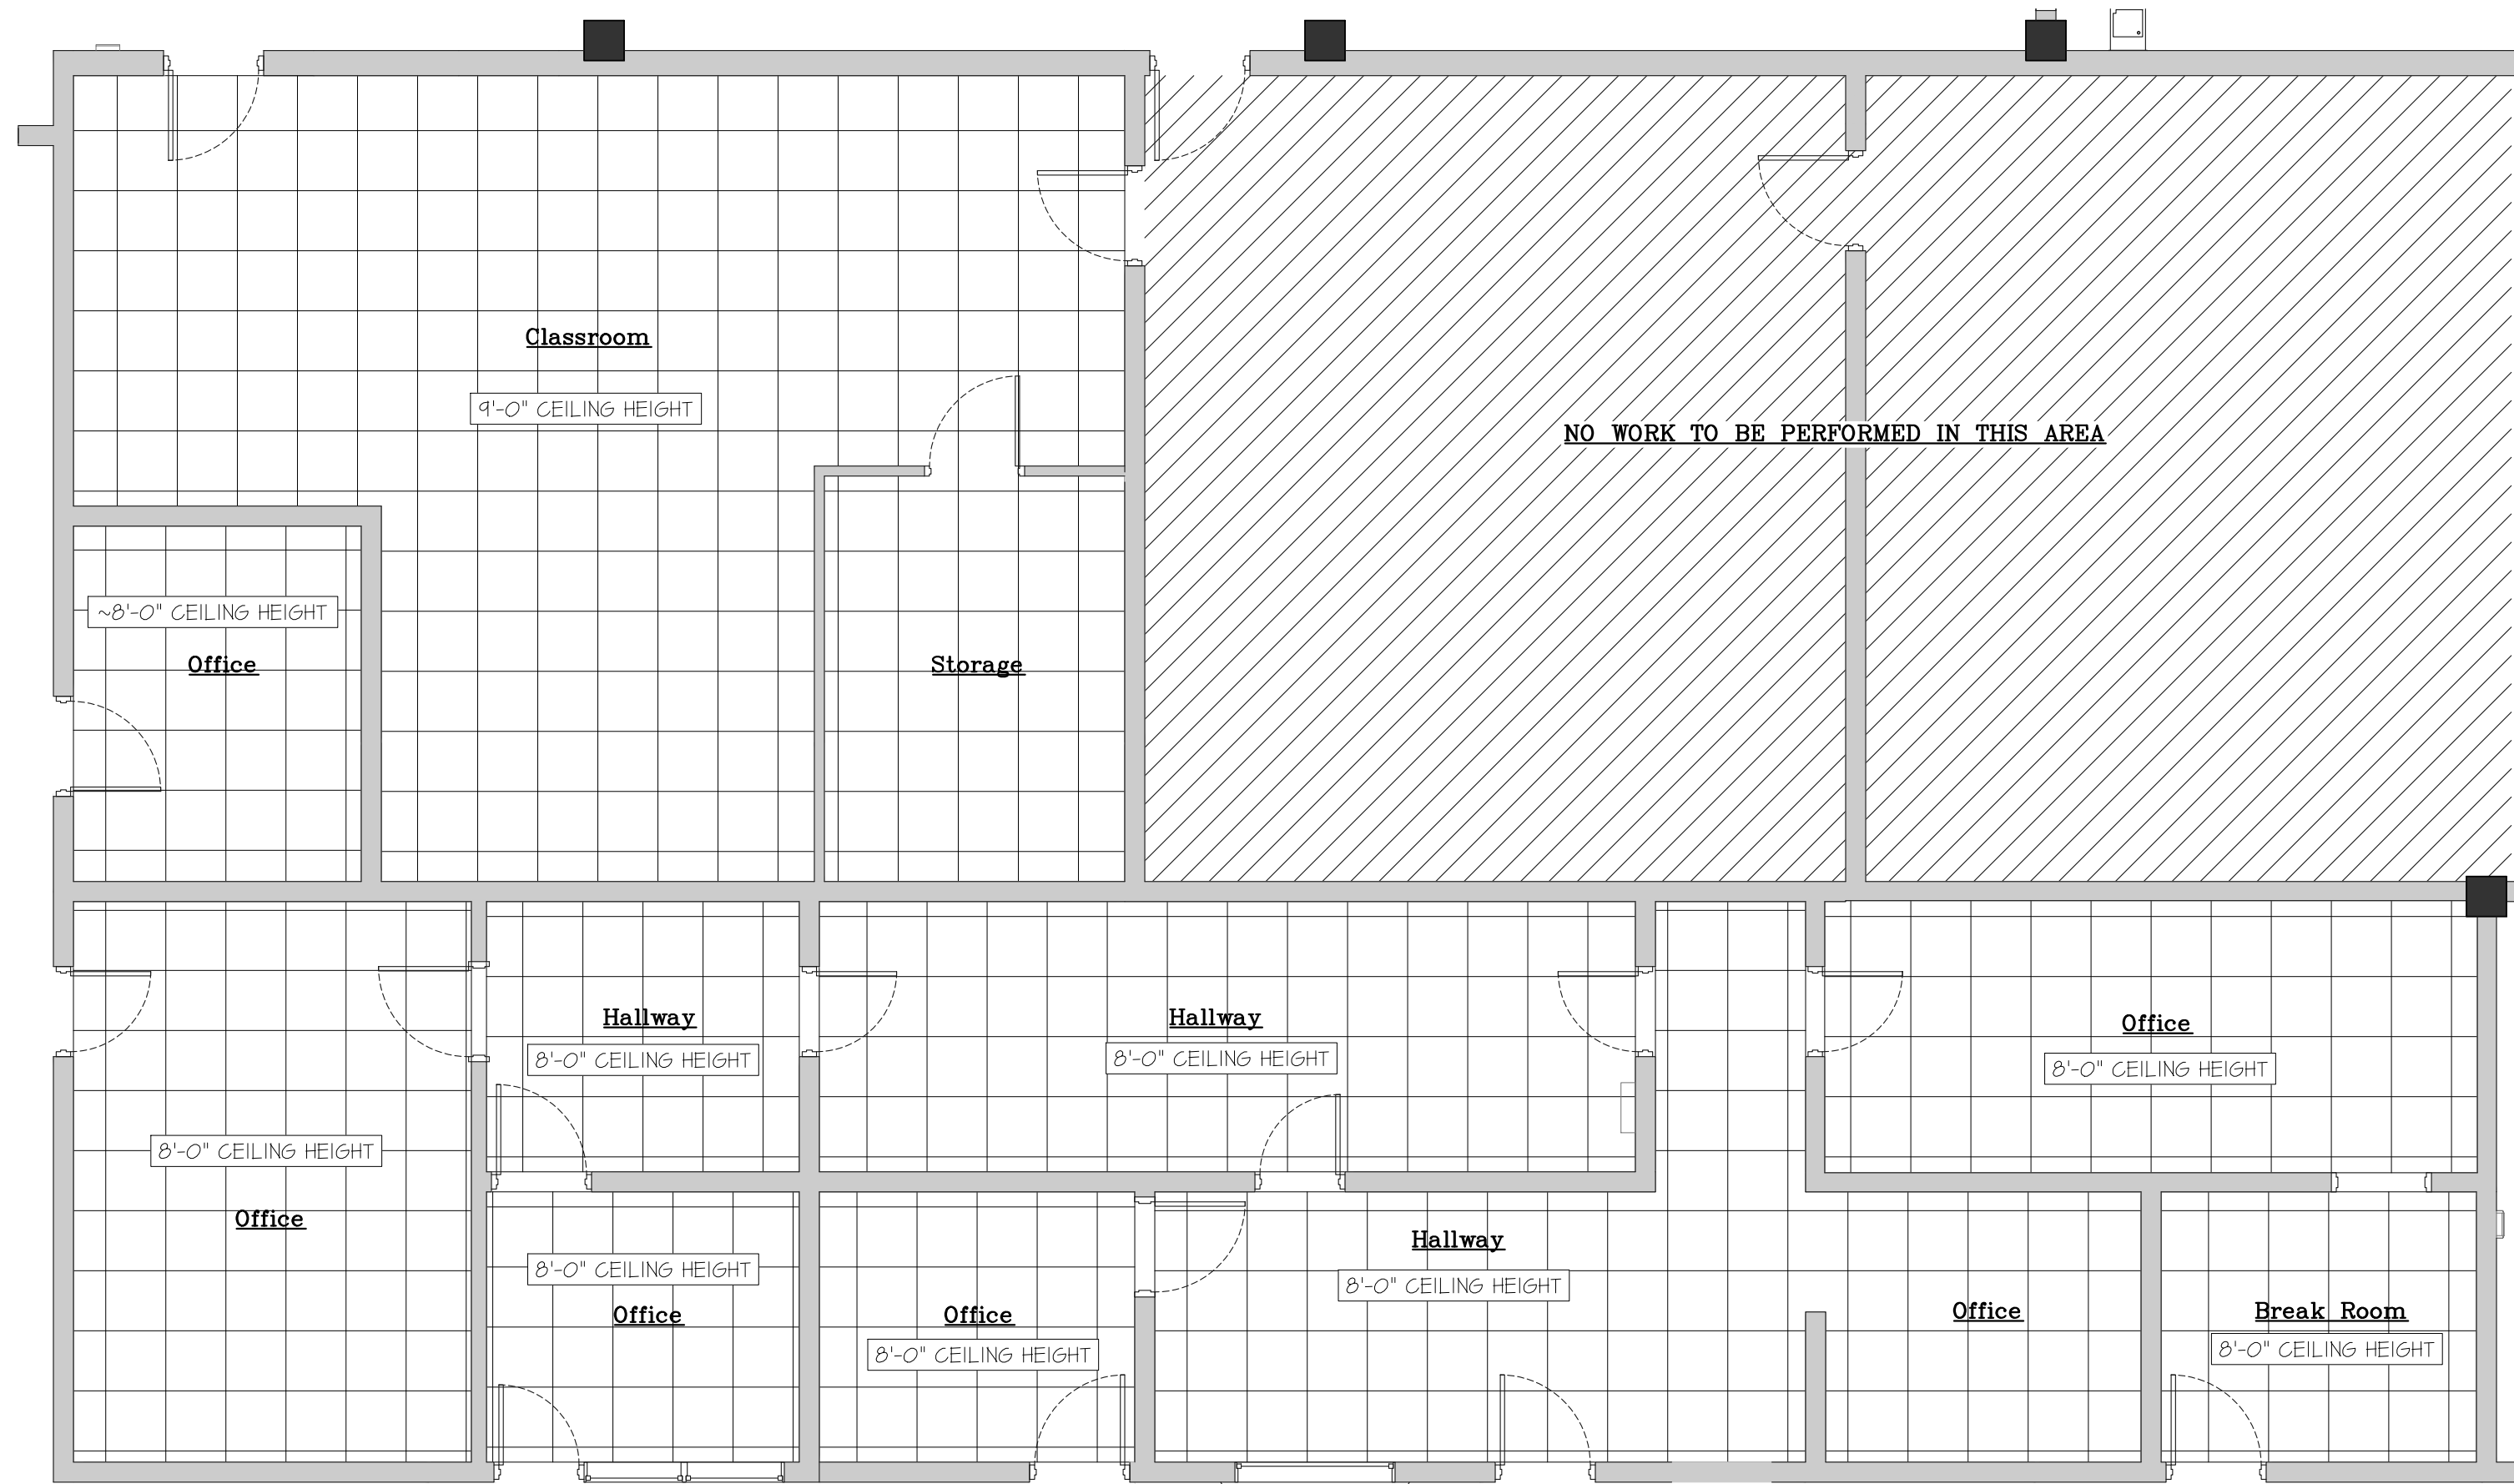 Classroom
9'-0" CEILING HEIGHT
NO WORK TO BE PERFORMED IN THIS AREA
~8'-0" CEILING HEIGHT
Office
Storage
Hallway
8'-0" CEILING HEIGHT
Hallway
8'-0" CEILING HEIGHT
Office
8'-0" CEILING HEIGHT
8'-0" CEILING HEIGHT
Office
8'-0" CEILING HEIGHT
Office
Office
8'-0" CEILING HEIGHT
Hallway
8'-0" CEILING HEIGHT
Office
Break Room
8'-0" CEILING HEIGHT